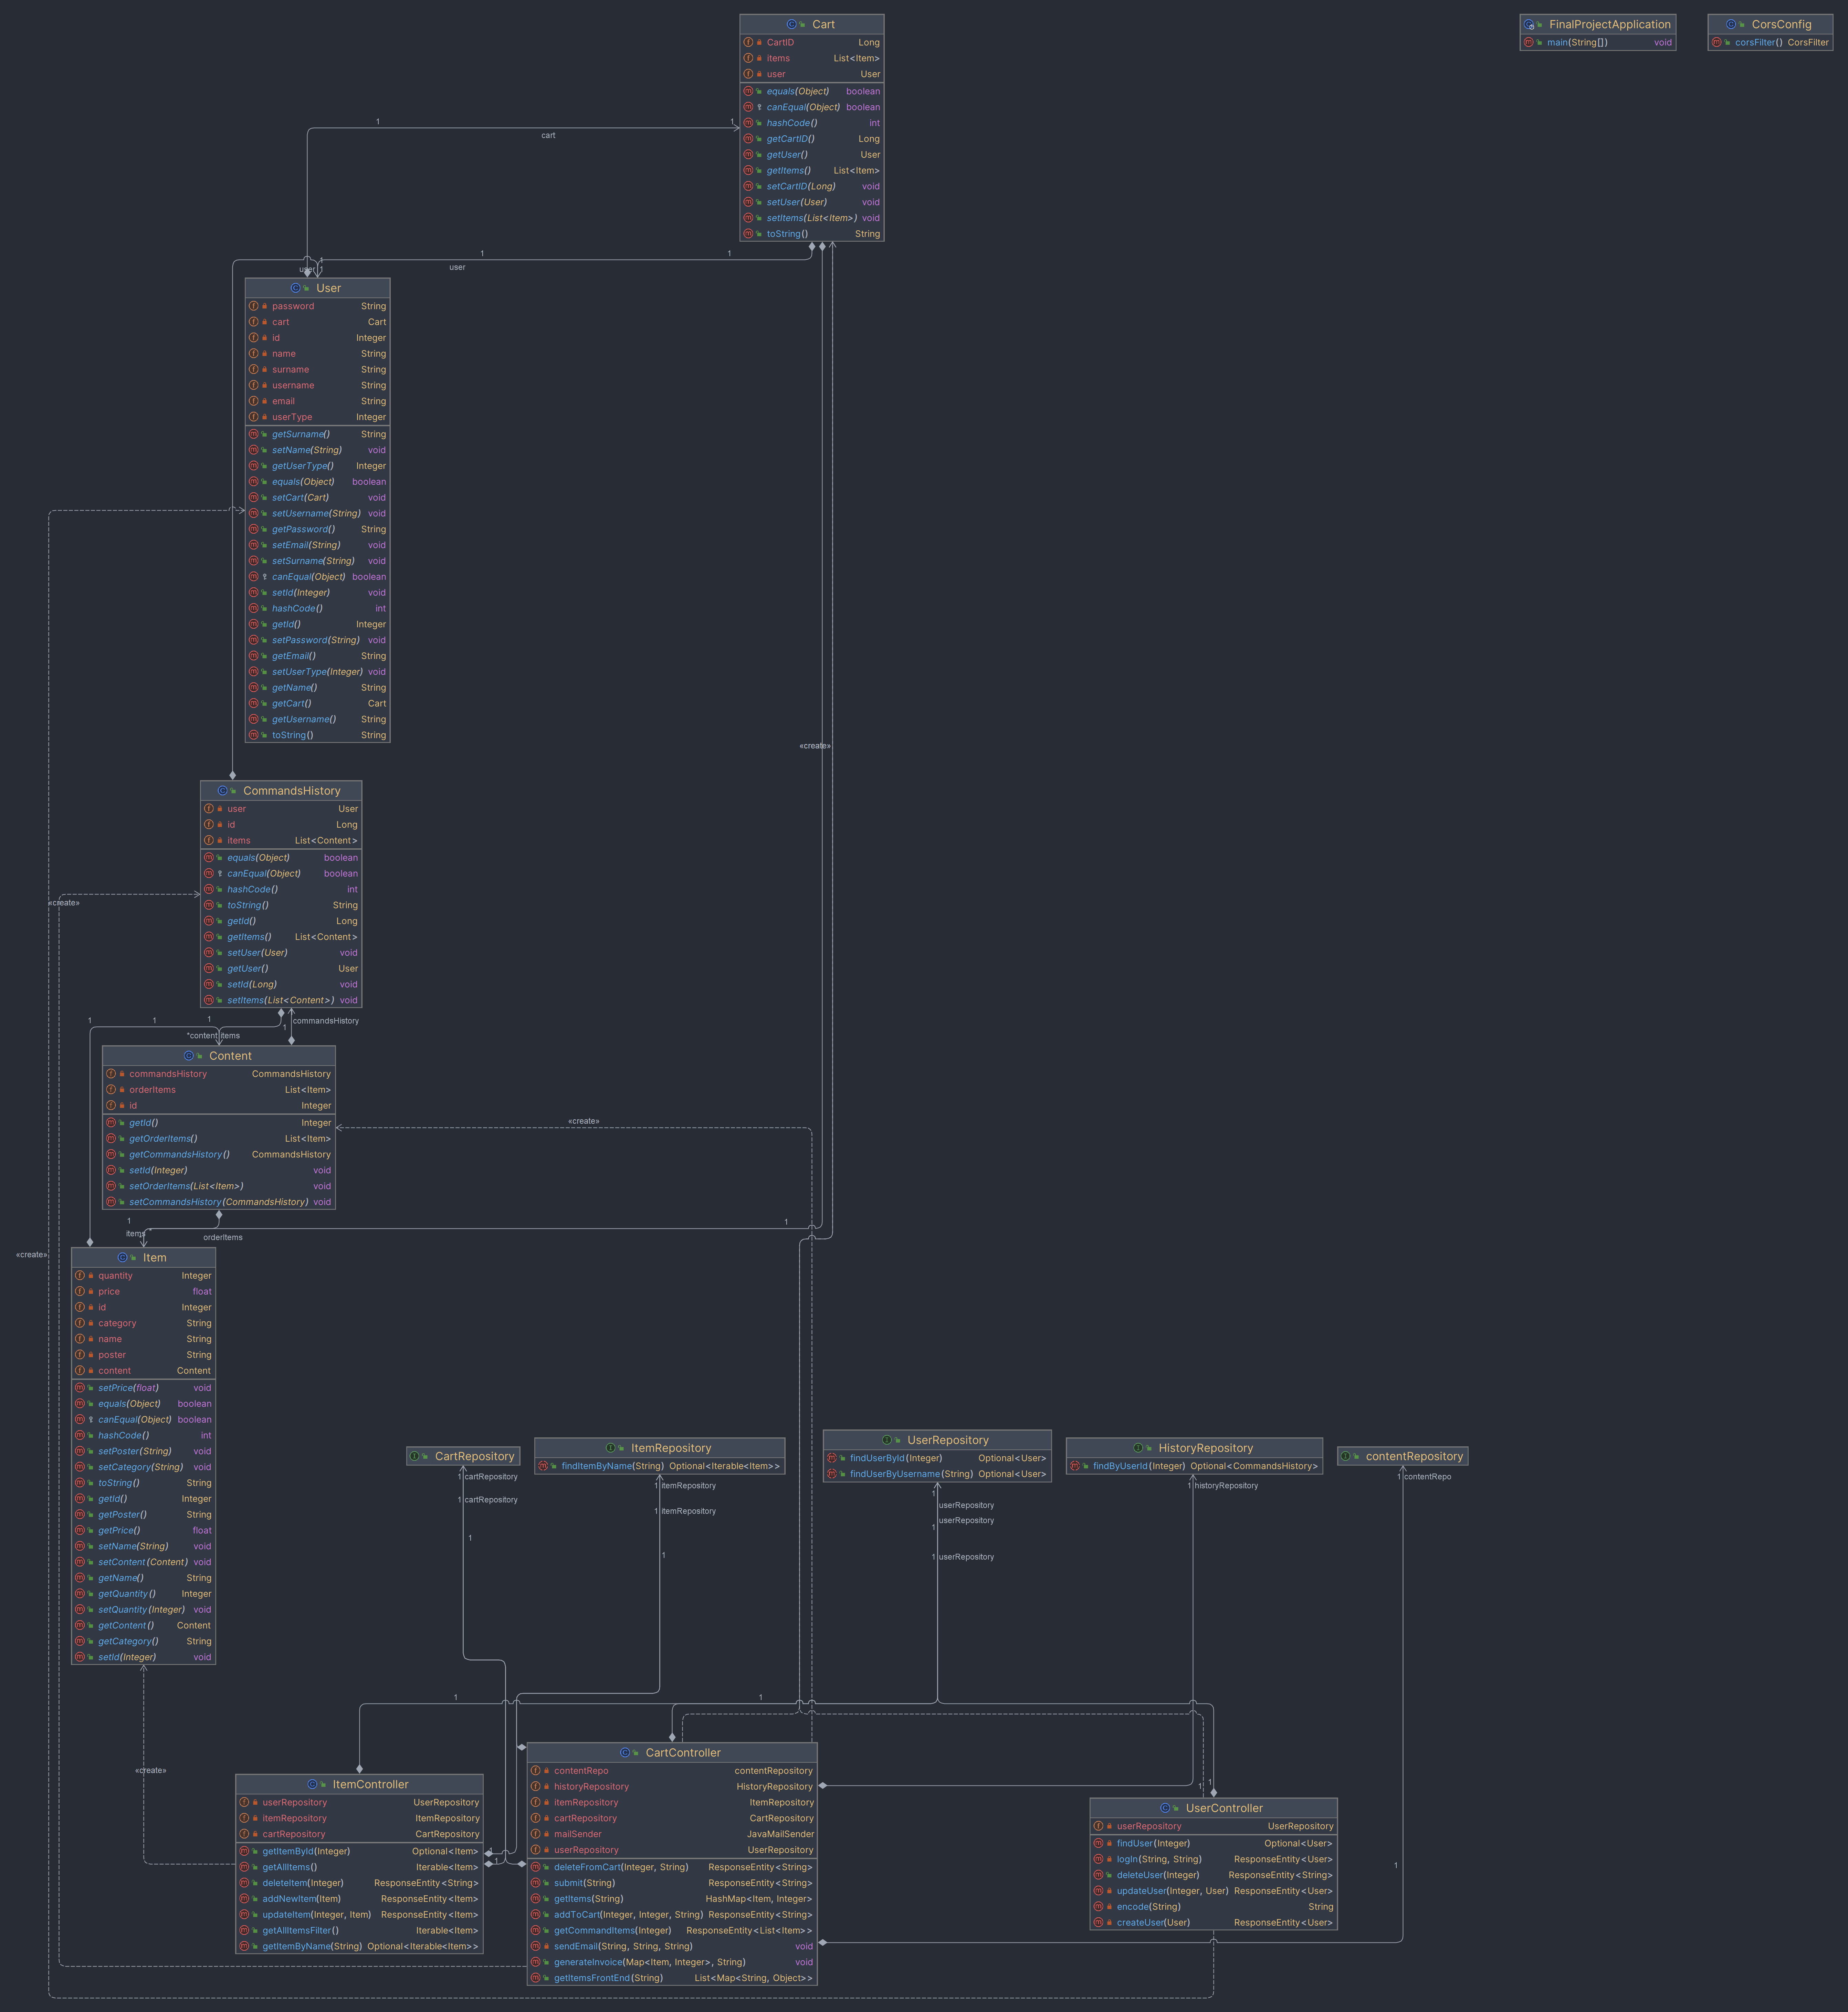 Cart
CartID Long
items List<Item>
user User
equals(Object) boolean
canEqual(Object) boolean
hashCode() int
getCartID() Long
getUser() User
getItems() List<Item>
setCartID(Long) void
setUser(User) void
setItems(List<Item>) void
toString() String
FinalProjectApplication
main(String[]) void
CorsConfig
corsFilter() CorsFilter
1
1
cart
1
1
1
user
user
1
User
password String
cart Cart
id Integer
name String
surname String
username String
email String
userType Integer
getSurname() String
setName(String) void
getUserType() Integer
equals(Object) boolean
setCart(Cart) void
setUsername(String) void
getPassword() String
setEmail(String) void
setSurname(String) void
canEqual(Object) boolean
setId(Integer) void
hashCode() int
getId() Integer
setPassword(String) void
getEmail() String
setUserType(Integer) void
getName() String
getCart() Cart
getUsername() String
toString() String
«create»
CommandsHistory
user User
id Long
items List<Content>
equals(Object) boolean
canEqual(Object) boolean
hashCode() int
toString() String
getId() Long
getItems() List<Content>
setUser(User) void
getUser() User
setId(Long) void
setItems(List<Content>) void
«create»
1
1
1
1
commandsHistory
*content items
Content
commandsHistory CommandsHistory
orderItems List<Item>
id Integer
getId() Integer
getOrderItems() List<Item>
getCommandsHistory() CommandsHistory
setId(Integer) void
setOrderItems(List<Item>) void
setCommandsHistory(CommandsHistory) void
«create»
1
1
items
orderItems
«create»
Item
quantity Integer
price float
id Integer
category String
name String
poster String
content Content
setPrice(float) void
equals(Object) boolean
canEqual(Object) boolean
hashCode() int
setPoster(String) void
setCategory(String) void
toString() String
getId() Integer
getPoster() String
getPrice() float
setName(String) void
setContent(Content) void
getName() String
getQuantity() Integer
setQuantity(Integer) void
getContent() Content
getCategory() String
setId(Integer) void
CartRepository
ItemRepository
findItemByName(String) Optional<Iterable<Item>>
UserRepository
findUserById(Integer) Optional<User>
findUserByUsername(String) Optional<User>
HistoryRepository
findByUserId(Integer) Optional<CommandsHistory>
contentRepository
1 cartRepository
1 cartRepository
1
1 itemRepository
1 itemRepository
1
1
userRepository
userRepository
1
1 userRepository
1 historyRepository
1 contentRepo
1
1
«create»
ItemController
userRepository UserRepository
itemRepository ItemRepository
cartRepository CartRepository
getItemById(Integer) Optional<Item>
getAllItems() Iterable<Item>
deleteItem(Integer) ResponseEntity<String>
addNewItem(Item) ResponseEntity<Item>
updateItem(Integer, Item) ResponseEntity<Item>
getAllItemsFilter() Iterable<Item>
getItemByName(String) Optional<Iterable<Item>>
1
1
CartController
contentRepo contentRepository
historyRepository HistoryRepository
itemRepository ItemRepository
cartRepository CartRepository
mailSender JavaMailSender
userRepository UserRepository
deleteFromCart(Integer, String) ResponseEntity<String>
submit(String) ResponseEntity<String>
getItems(String) HashMap<Item, Integer>
addToCart(Integer, Integer, String) ResponseEntity<String>
getCommandItems(Integer) ResponseEntity<List<Item>>
sendEmail(String, String, String) void
generateInvoice(Map<Item, Integer>, String) void
getItemsFrontEnd(String) List<Map<String, Object>>
1
1
1
UserController
userRepository UserRepository
findUser(Integer) Optional<User>
logIn(String, String) ResponseEntity<User>
deleteUser(Integer) ResponseEntity<String>
updateUser(Integer, User) ResponseEntity<User>
encode(String) String
createUser(User) ResponseEntity<User>